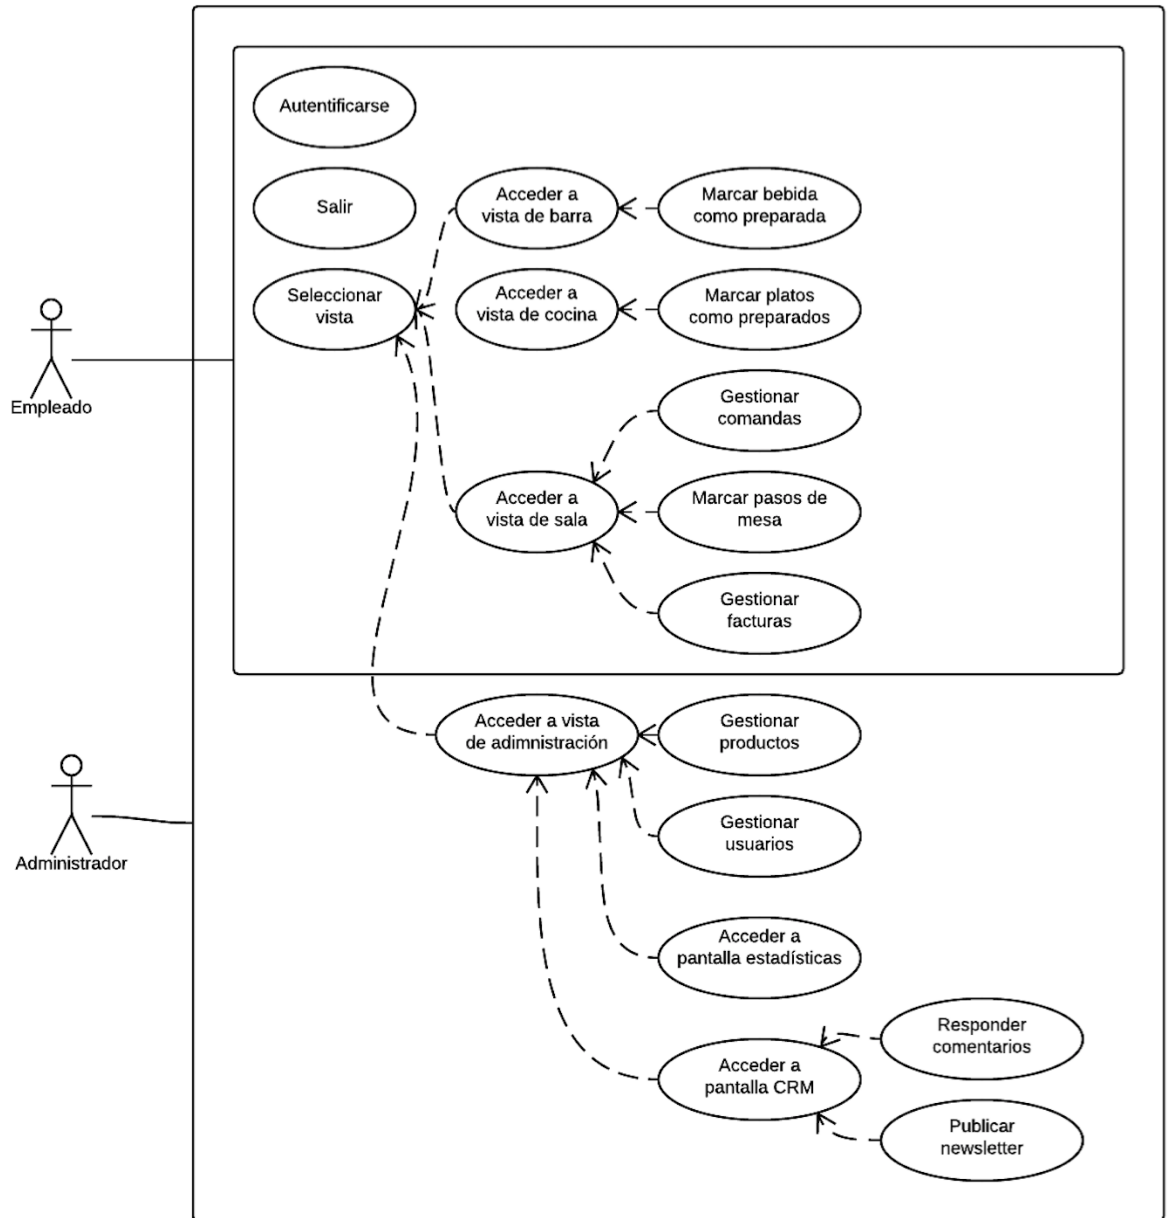 Autentificarse
Salir
Acceder a
vista de barra
Marcar bebida
como preparada
Seleccionar
vista
Acceder a
vista de cocina
Marcar platos
como preparados
Empleado
Gestionar
comandas
Acceder a
vista de sala
Marcar pasos de
mesa
Gestionar
facturas
Acceder a vista
de adimnistración
Gestionar
productos
Administrador
Gestionar
usuarios
Acceder a
pantalla estadísticas
Responder
comentarios
Acceder a
pantalla CRM
Publicar
newsletter